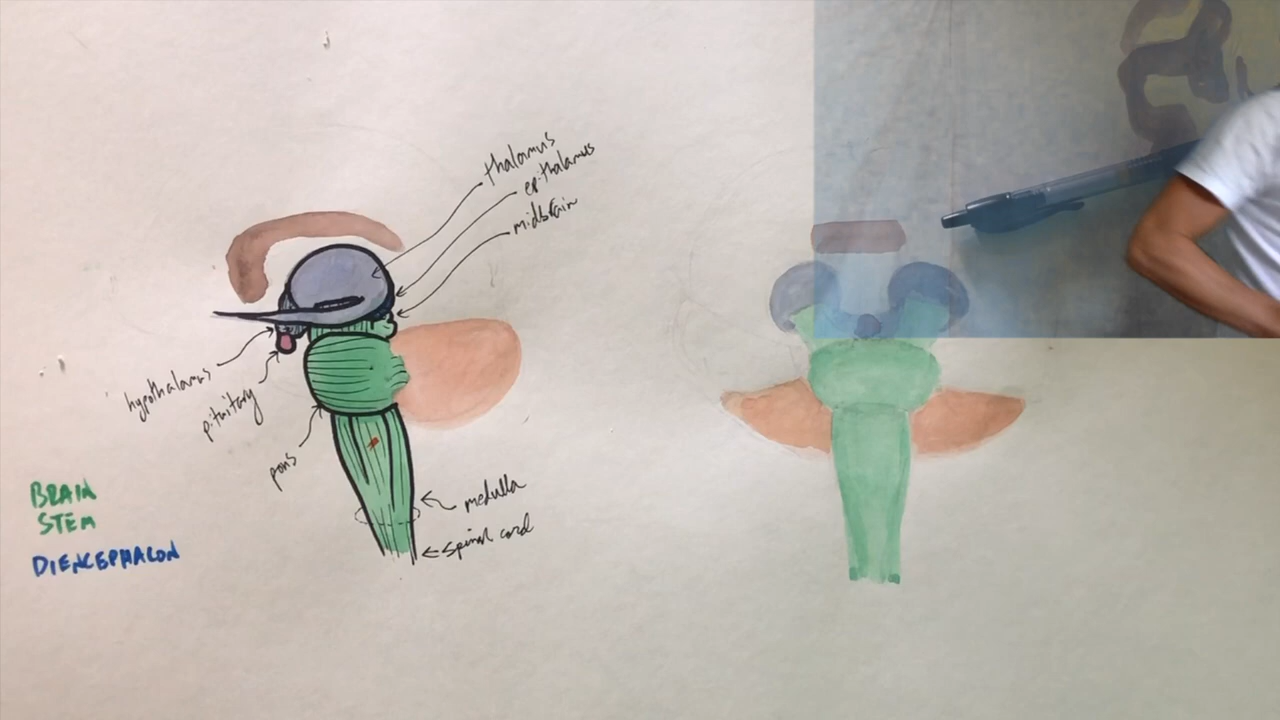 thalamus
epithalamus
midbrain
hypothalamus
pituitary
pons
medulla
spinal cord
BRAIN
STEM
DIENCEPHALON